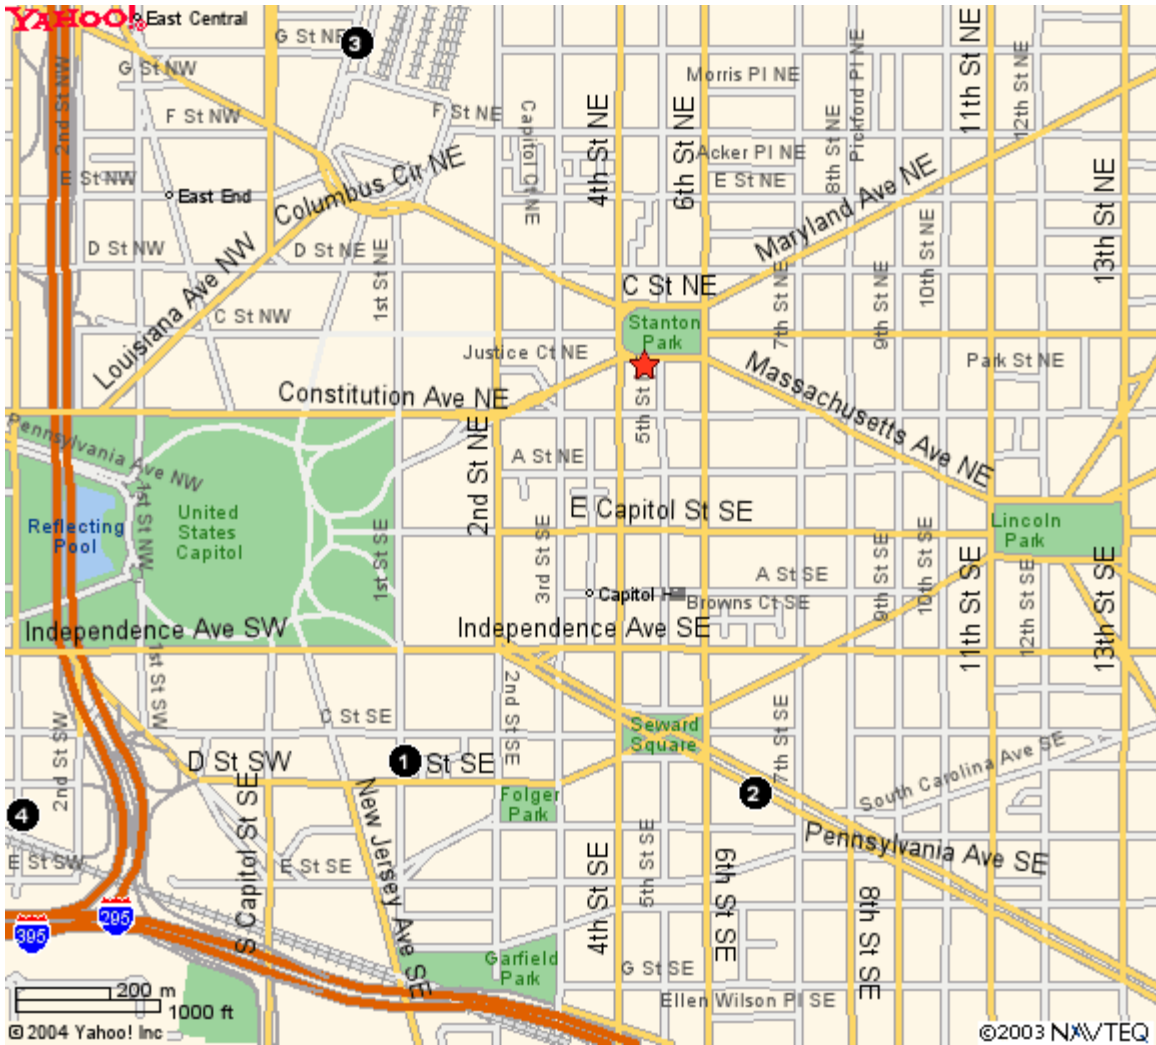 YAHOO!
East Central
G St NE
3
G St NW
2nd St NW
F St NW
F St NE
Capitol Ct NE
4th St NE
6th St NE
Morris Pl NE
Pickford Pl NE
11th St NE
12th St NE
Acker Pl NE
8th St NE
E St NE
St NW
East End
Columbus Cir NE
Maryland Ave NE
13th St NE
D St NW
D St NE
1st St NE
10th St NE
Louisiana Ave NW
C St NE
C St NW
7th St NE
9th St NE
Stanton
Park
Justice Ct NE
Park St NE
Massachusetts Ave NE
Constitution Ave NE
5th St
Pennsylvania Ave NW
2nd St NE
A St NE
1st St NW
United
States
Capitol
Reflecting
Pool
E Capitol St SE
Lincoln
Park
1st St SE
3rd St SE
A St SE
9th St SE
10th St SE
Capitol H
Browns Ct SE
11th St SE
12th St SE
13th St SE
Independence Ave SW
Independence Ave SE
1st St SW
2nd St SE
C St SE
Seward
Square
7th St SE
2nd St SW
D St SW
1
St SE
South Carolina Ave SE
2
Folger
Park
4
New Jersey Ave SE
S Capitol St SE
Pennsylvania Ave SE
E St SW
E St SE
4th St SE
5th St SE
6th St SE
8th St SE
295
395
Garfield
Park
G St SE
Ellen Wilson Pl SE
200 m
1000 ft
© 2004 Yahoo! Inc
©2003 NAVTEQ